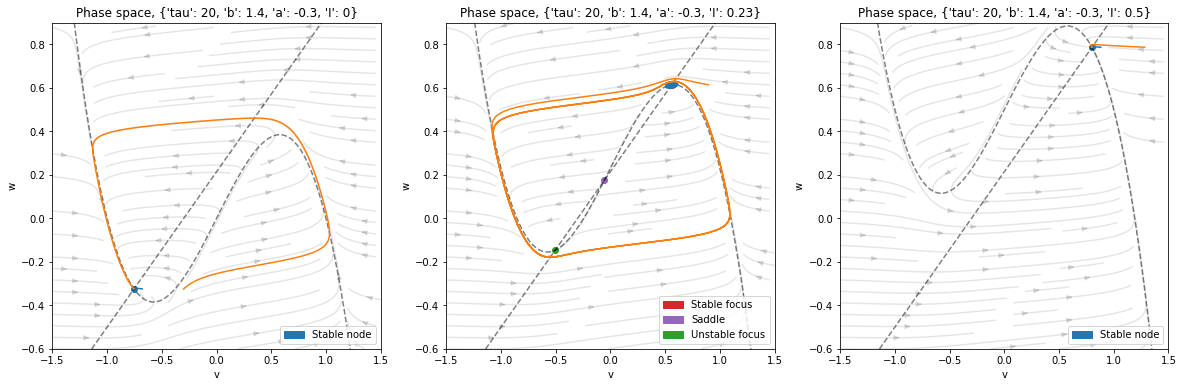 Phase space, {'tau': 20, 'b': 1.4, 'a': -0.3, 'I': 0}
w
0.8
0.6
0.4
0.2
0.0
−0.2
−0.4
−0.6
−1.5 −1.0 −0.5 0.0 0.5 1.0 1.5
v
Stable node
Phase space, {'tau': 20, 'b': 1.4, 'a': -0.3, 'I': 0.23}
w
0.8
0.6
0.4
0.2
0.0
−0.2
−0.4
−0.6
−1.5 −1.0 −0.5 0.0 0.5 1.0 1.5
v
Stable focus
Saddle
Unstable focus
Phase space, {'tau': 20, 'b': 1.4, 'a': -0.3, 'I': 0.5}
w
0.8
0.6
0.4
0.2
0.0
−0.2
−0.4
−0.6
−1.5 −1.0 −0.5 0.0 0.5 1.0 1.5
v
Stable node